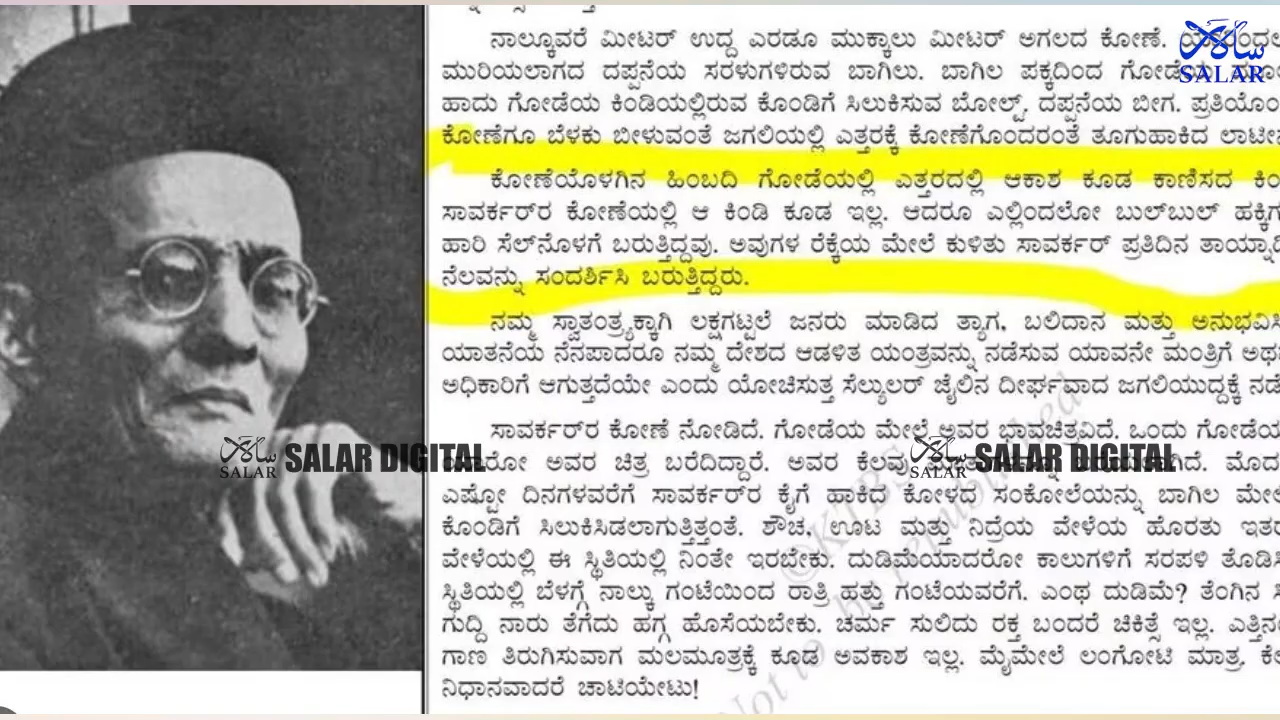 ನಾಲ್ಕೂವರೆ ಮೀಟರ್ ಉದ್ದ ಎರಡೂ ಮುಕ್ಕಾಲು ಮೀಟರ್ ಅಗಲದ ಕೋಣೆ.
ಮುರಿಯಲಾಗದ ದಪ್ಪನೆಯ ಸರಳುಗಳಿರುವ ಬಾಗಿಲು. ಬಾಗಿಲ ಪಕ್ಕದಿಂದ
ಹಾದು ಗೋಡೆಯ ಕಿಂಡಿಯಲ್ಲಿರುವ ಕೊಂಡಿಗೆ ಸಿಲುಕಿಸುವ ಬೋಲ್ಟ್. ದಪ್ಪನೆಯ ಬೀಗ.
ಕೋಣೆಗೂ ಬೆಳಕು ಬೀಳುವಂತೆ ಜಗಲಿಯಲ್ಲಿ ಎತ್ತರಕ್ಕೆ ಕೋಣೆಗೊಂದರಂತೆ ತೂಗುಹಾಕಿದ
ಕೋಣೆಯೊಳಗಿನ ಹಿಂಬದಿ ಗೋಡೆಯಲ್ಲಿ ಎತ್ತರದಲ್ಲಿ ಆಕಾಶ ಕೂಡ ಕಾಣಿಸದ
ಸಾವರ್ಕರ್‌ರ ಕೋಣೆಯಲ್ಲಿ ಆ ಕಿಂಡಿ ಕೂಡ ಇಲ್ಲ. ಆದರೂ ಎಲ್ಲಿಂದಲೋ ಬುಲ್‌ಬುಲ್
ಹಾರಿ ಸೆಲ್‌ನೊಳಗೆ ಬರುತ್ತಿದ್ದವು. ಅವುಗಳ ರೆಕ್ಕೆಯ ಮೇಲೆ ಕುಳಿತು ಸಾವರ್ಕರ್ ಪ್ರತಿದಿನ
ನೆಲವನ್ನು ಸಂದರ್ಶಿಸಿ ಬರುತ್ತಿದ್ದರು.
ನಮ್ಮ ಸ್ವಾತಂತ್ರ್ಯಕ್ಕಾಗಿ ಲಕ್ಷಗಟ್ಟಲೆ ಜನರು ಮಾಡಿದ ತ್ಯಾಗ, ಬಲಿದಾನ ಮತ್ತು
ಯಾತನೆಯ ನೆನಪಾದರೂ ನಮ್ಮ ದೇಶದ ಆಡಳಿತ ಯಂತ್ರವನ್ನು ನಡೆಸುವ ಯಾವನೇ ಮಂತ್ರಿಗೆ
ಅಧಿಕಾರಿಗೆ ಆಗುತ್ತದೆಯೇ ಎಂದು ಯೋಚಿಸುತ್ತ ಸೆಲ್ಯುಲರ್ ಜೈಲಿನ ದೀರ್ಘವಾದ ಜಗಲಿಯುದ್ದಕ್ಕೆ
ಸಾವರ್ಕರ್‌ರ ಕೋಣೆ ನೋಡಿದೆ. ಗೋಡೆಯ ಮೇಲೆ ಅವರ ಭಾವಚಿತ್ರವಿದೆ. ಒಂದು ಗೋಡೆಯ
ಅವರ ಚಿತ್ರ ಬರೆದಿದ್ದಾರೆ. ಅವರ
ಎಷ್ಟೋ ದಿನಗಳವರೆಗೆ ಸಾವರ್ಕರ್‌ರ ಕೈಗೆ ಹಾಕಿದ ಕೋಳದ ಸಂಕೋಲೆಯನ್ನು ಬಾಗಿಲ
ಕೊಂಡಿಗೆ ಸಿಲುಕಿಸಿಡಲಾಗುತ್ತಿತ್ತಂತೆ. ಶೌಚ, ಊಟ ಮತ್ತು ನಿದ್ರೆಯ ವೇಳೆಯ ಹೊರತು
ವೇಳೆಯಲ್ಲಿ ಈ ಸ್ಥಿತಿಯಲ್ಲಿ ನಿಂತೇ ಇರಬೇಕು. ದುಡಿಮೆಯಾದರೋ ಕಾಲುಗಳಿಗೆ ಸರಪಳಿ
ಸ್ಥಿತಿಯಲ್ಲಿ ಬೆಳಗ್ಗೆ ನಾಲ್ಕು ಗಂಟೆಯಿಂದ ರಾತ್ರಿ ಹತ್ತು ಗಂಟೆಯವರೆಗೆ. ಎಂಥ ದುಡಿಮೆ? ತೆಂಗಿನ
ಗುದ್ದಿ ನಾರು ತೆಗೆದು ಹಗ್ಗ ಹೊಸೆಯಬೇಕು. ಚರ್ಮ ಸುಲಿದು ರಕ್ತ ಬಂದರೆ ಚಿಕಿತ್ಸೆ ಇಲ್ಲ.
ಗಾಣ ತಿರುಗಿಸುವಾಗ ಮಲಮೂತ್ರಕ್ಕೆ ಕೂಡ ಅವಕಾಶ ಇಲ್ಲ. ಮೈಮೇಲೆ ಲಂಗೋಟಿ ಮಾತ್ರ.
ನಿಧಾನವಾದರೆ ಚಾಟಿಯೇಟು!
سالار
SALAR
سالار
SALAR
SALAR DIGITAL
سالار
SALAR
SALAR DIGITAL